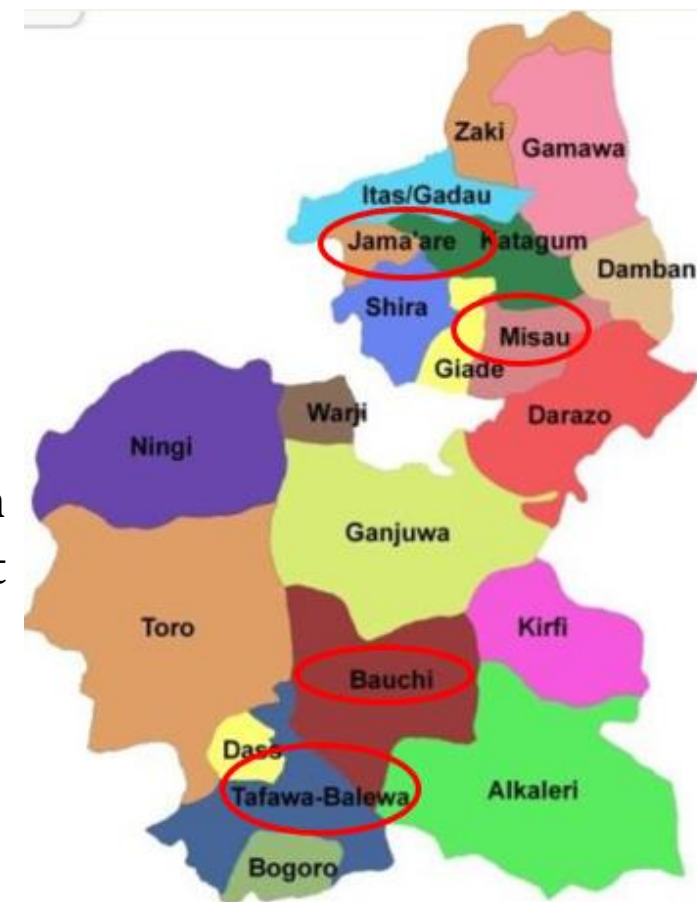 Zaki
Gamawa
Itas/Gadau
Jama'are
Katagum
Damban
Shira
Misau
Giade
Warji
Darazo
Ningi
Ganjuwa
Toro
Kirfi
Bauchi
Dass
Tafawa-Balewa
Alkaleri
Bogoro